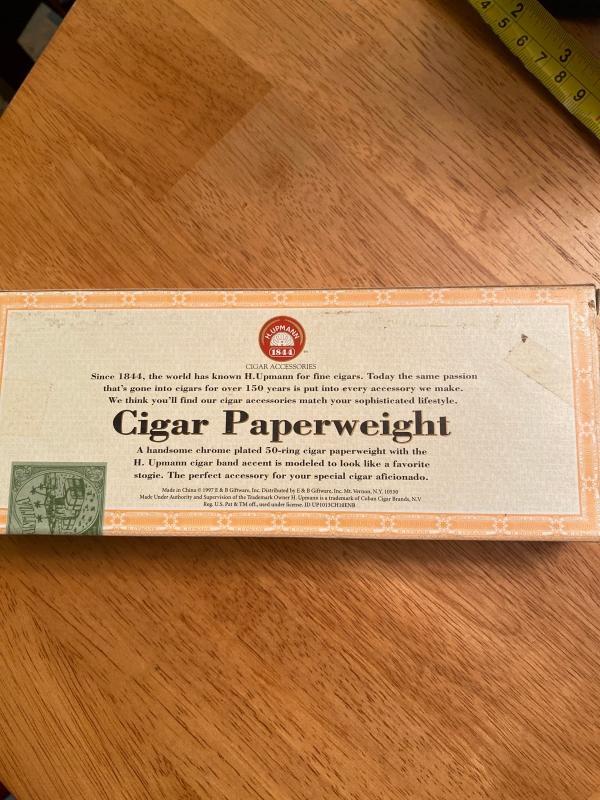 2
3
4
5
6
7
8
9
H.UPMANN
1844
CIGAR ACCESSORIES
Since 1844, the world has known H.Upmann for fine cigars. Today the same passion
that's gone into cigars for over 150 years is put into every accessory we make.
We think you'll find our cigar accessories match your sophisticated lifestyle.
Cigar Paperweight
A handsome chrome plated 50-ring cigar paperweight with the
H. Upmann cigar band accent is modeled to look like a favorite
stogie. The perfect accessory for your special cigar aficionado.
Made in China © 1997 E & B Giftware, Inc. Distributed by E & B Giftware, Inc. Mt. Vernon, N.Y. 10550
Made Under Authority and Supervision of the Trademark Owner H. Upmann is a trademark of Cuban Cigar Brands, N.V
Reg. U.S. Pat & TM off., used under license. ID